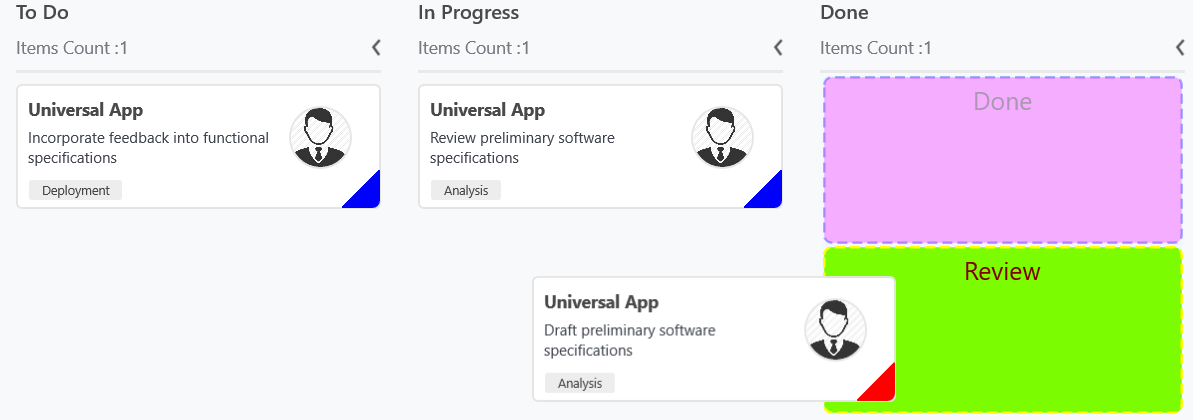 To Do
Items Count :1
Universal App
Incorporate feedback into functional
specifications
Deployment
In Progress
Items Count :1
Universal App
Review preliminary software
specifications
Analysis
Universal App
Draft preliminary software
specifications
Analysis
Done
Items Count :1
Done
Review